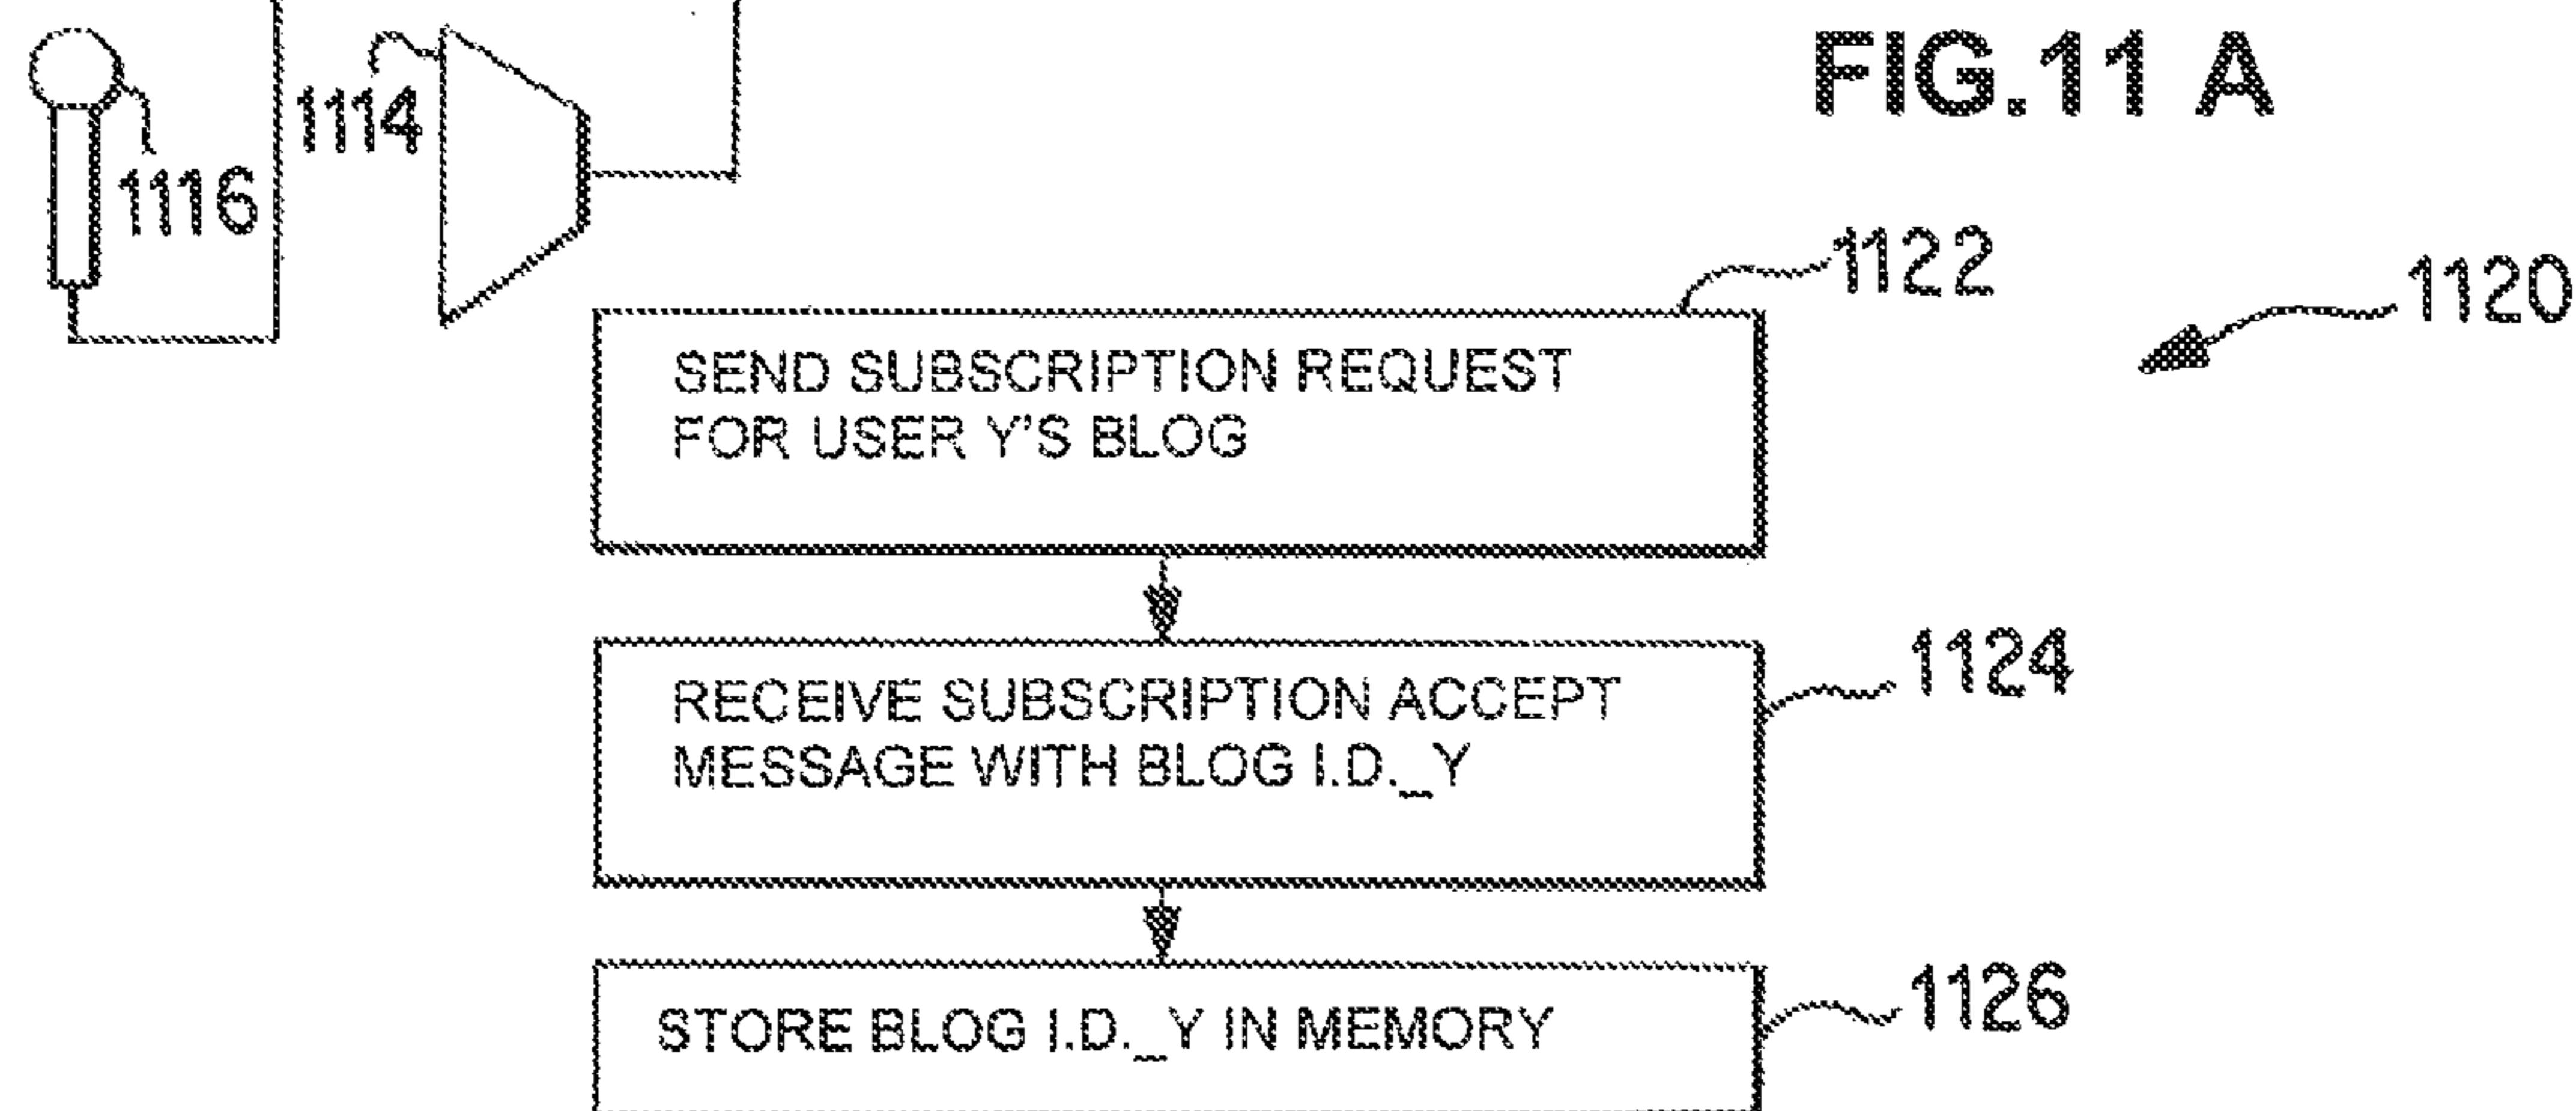 FIG.11 A
1114
1116
1122
1120
SEND SUBSCRIPTION REQUEST
FOR USER Y'S BLOG
1124
RECEIVE SUBSCRIPTION ACCEPT
MESSAGE WITH BLOG I.D._Y
1126
STORE BLOG I.D._Y IN MEMORY